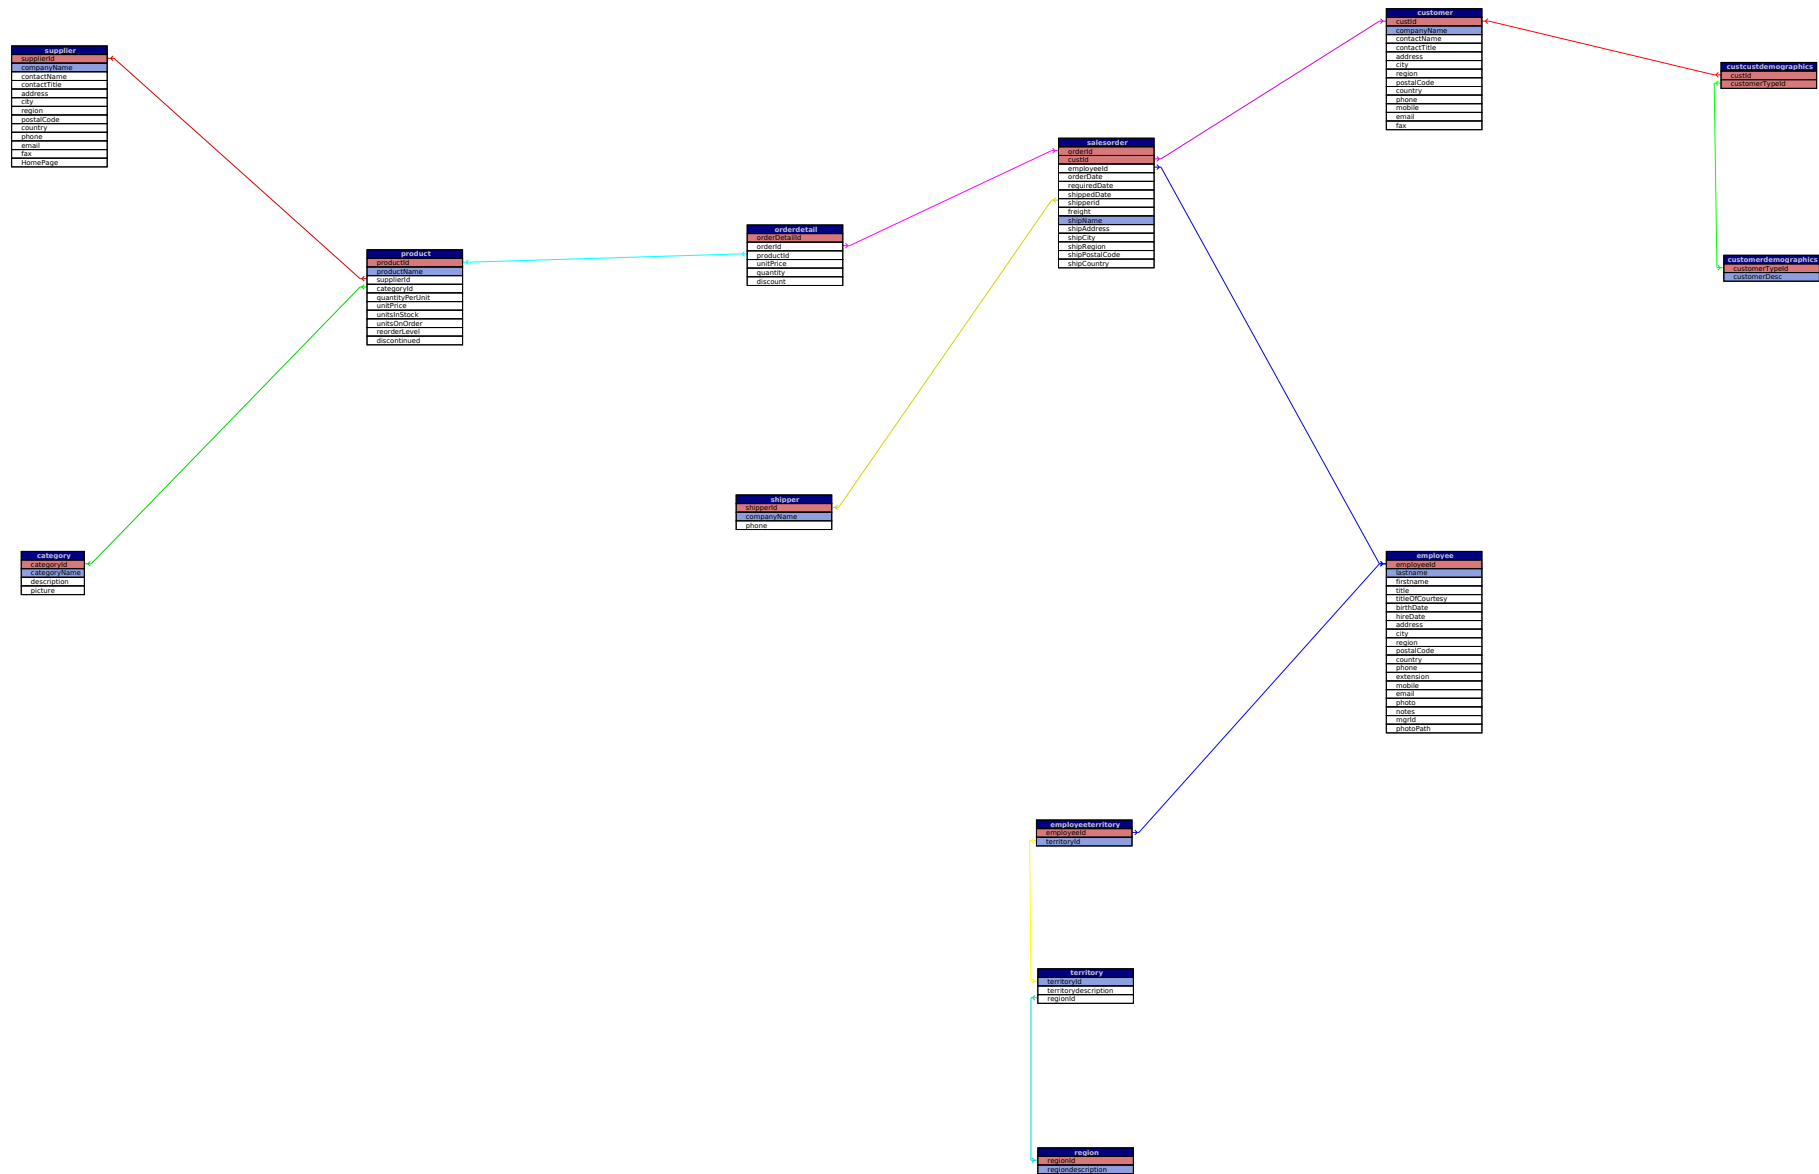 supplier
supplierId
companyName
contactName
contactTitle
address
city
region
postalCode
country
phone
email
fax
HomePage
category
categoryId
categoryName
description
picture
product
productId
productName
supplierId
categoryId
quantityPerUnit
unitPrice
unitsInStock
unitsOnOrder
reorderLevel
discontinued
orderdetail
orderDetailId
orderId
productId
unitPrice
quantity
discount
shipper
shipperId
companyName
phone
salesorder
orderId
custId
employeeId
orderDate
requiredDate
shippedDate
shipperid
freight
shipName
shipAddress
shipCity
shipRegion
shipPostalCode
shipCountry
customer
custId
companyName
contactName
contactTitle
address
city
region
postalCode
country
phone
mobile
email
fax
custcustdemographics
custId
customerTypeId
customerdemographics
customerTypeId
customerDesc
employee
employeeId
lastname
firstname
title
titleOfCourtesy
birthDate
hireDate
address
city
region
postalCode
country
phone
extension
mobile
email
photo
notes
mgrId
photoPath
employeeterritory
employeeId
territoryId
territory
territoryId
territorydescription
regionId
region
regionId
regiondescription